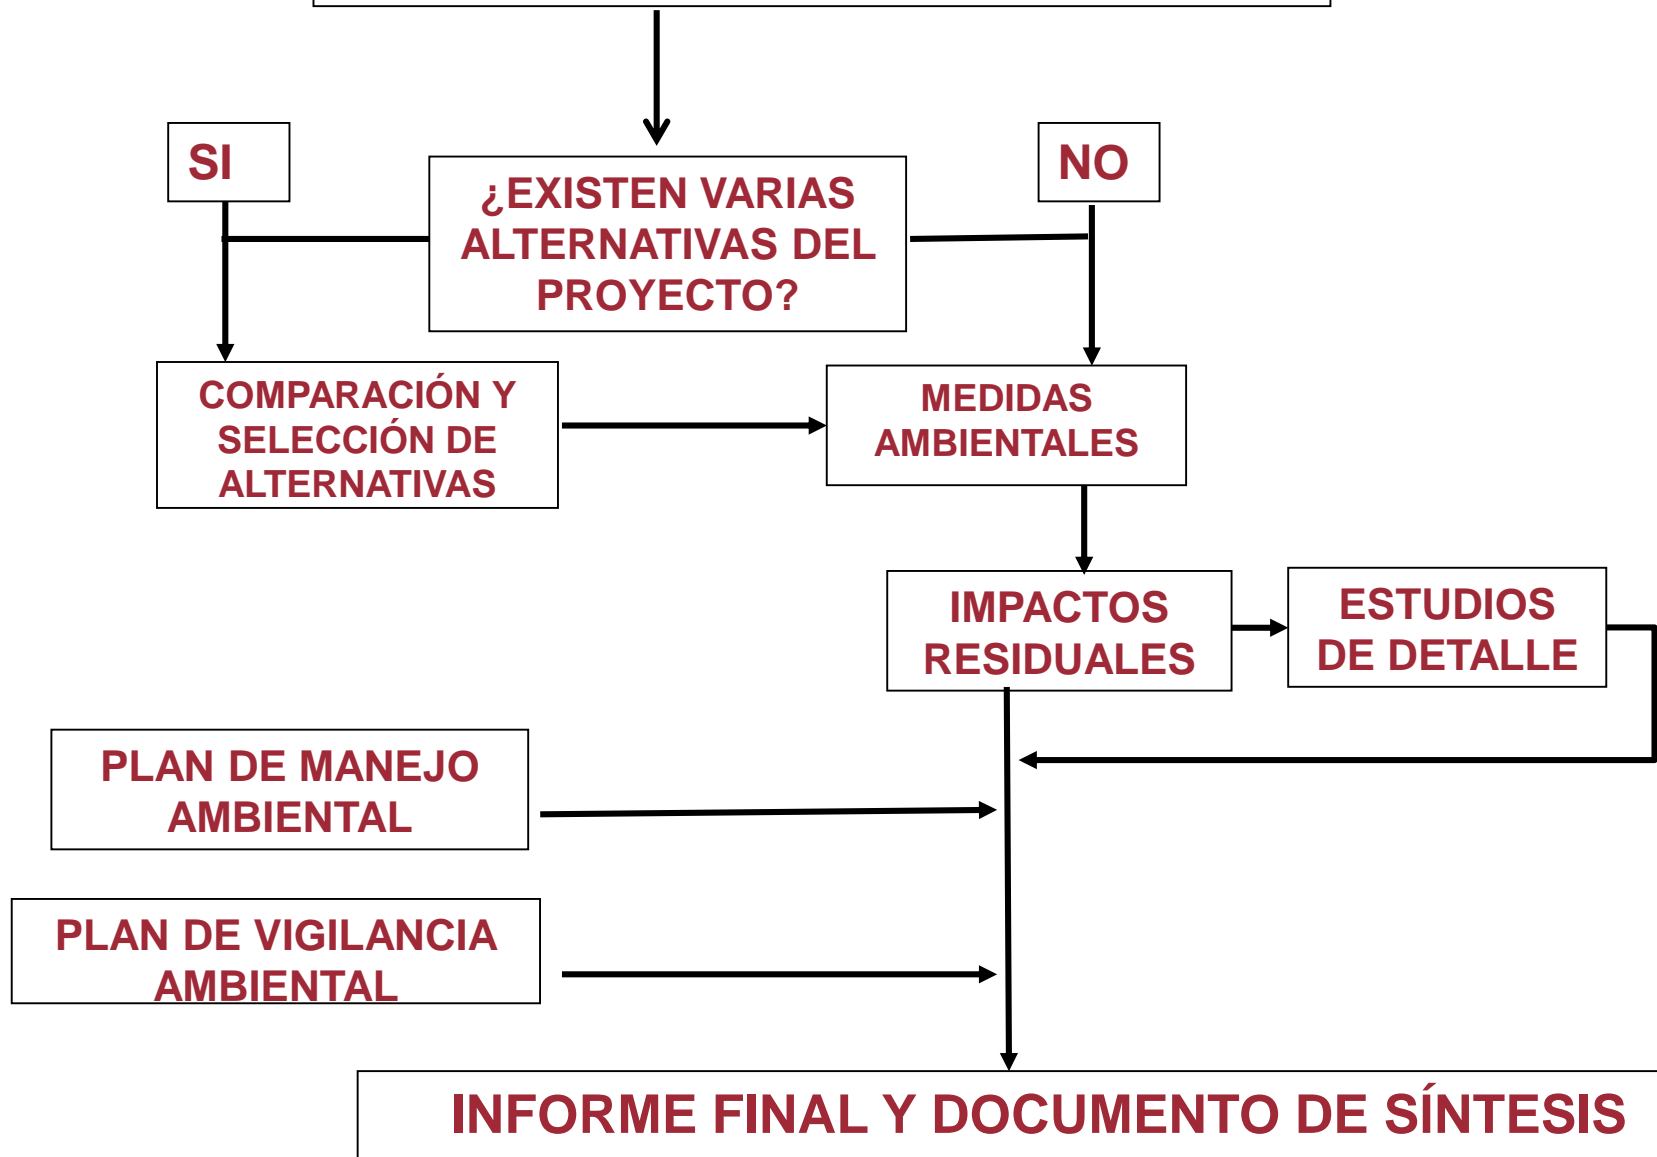 SI
NO
¿EXISTEN VARIAS
ALTERNATIVAS DEL
PROYECTO?
COMPARACIÓN Y
SELECCIÓN DE
ALTERNATIVAS
MEDIDAS
AMBIENTALES
IMPACTOS
RESIDUALES
ESTUDIOS
DE DETALLE
PLAN DE MANEJO
AMBIENTAL
PLAN DE VIGILANCIA
AMBIENTAL
INFORME FINAL Y DOCUMENTO DE SÍNTESIS